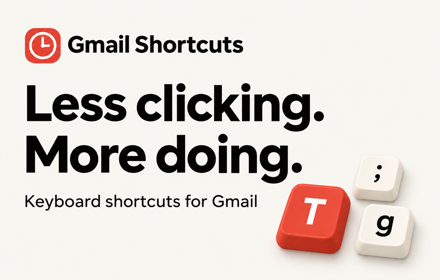 Gmail Shortcuts
Less clicking.
More doing.
Keyboard shortcuts for Gmail
;
T
g